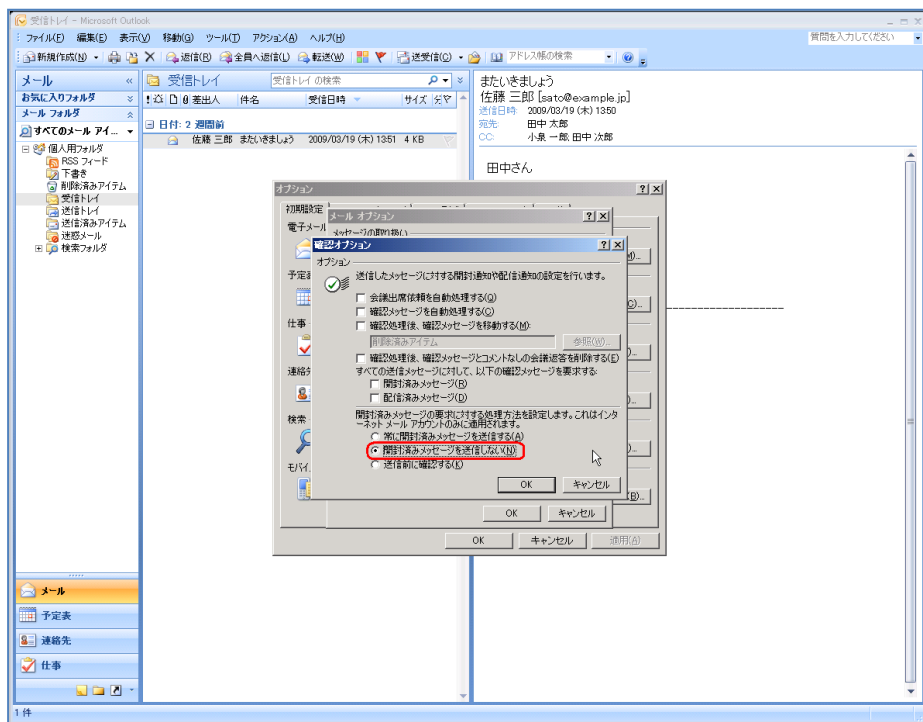 受信トレイ - Microsoft Outlook
ファイル(F) 編集(E) 表示(V) 移動(G) ツール(T) アクション(A) ヘルプ(H)
質問を入力してください
新規作成(N) 返信(R) 全員へ返信(L) 転送(W) 送受信(C) アドレス帳の検索
メール
お気に入りフォルダ
メール フォルダ
すべてのメール アイ...
個人用フォルダ
RSS フィード
下書き
削除済みアイテム
受信トレイ
送信トレイ
送信済みアイテム
迷惑メール
検索フォルダ
受信トレイ
受信トレイ の検索
差出人 件名 受信日時 サイズ
日付: 2 週間前
佐藤 三郎 またいきましょう 2009/03/19 (木) 13:51 4 KB
またいきましょう
佐藤 三郎 [sato@example.jp]
送信日時: 2009/03/19 (木) 13:50
宛先: 田中 太郎
CC: 小泉 一郎; 田中 次郎
田中さん
オプション
初期設定
電子メール
予定表
仕事
連絡先
検索
メール オプション
メッセージの取り扱い
確認オプション
オプション
送信したメッセージに対する開封通知や配信通知の設定を行います。
会議出席依頼を自動処理する(Q)
確認メッセージを自動処理する(C)
確認処理後、確認メッセージを移動する(M):
削除済みアイテム
参照(W)...
確認処理後、確認メッセージとコメントなしの会議返答を削除する(E)
すべての送信メッセージに対して、以下の確認メッセージを要求する:
開封済みメッセージ(R)
配信済みメッセージ(D)
開封済みメッセージの要求に対する処理方法を設定します。これはインタ
ーネット メール アカウントのみに適用されます。
常に開封済みメッセージを送信する(A)
開封済みメッセージを送信しない(N)
送信前に確認する(K)
OK キャンセル
OK キャンセル
OK キャンセル 適用(A)
メール
予定表
連絡先
仕事
1 件